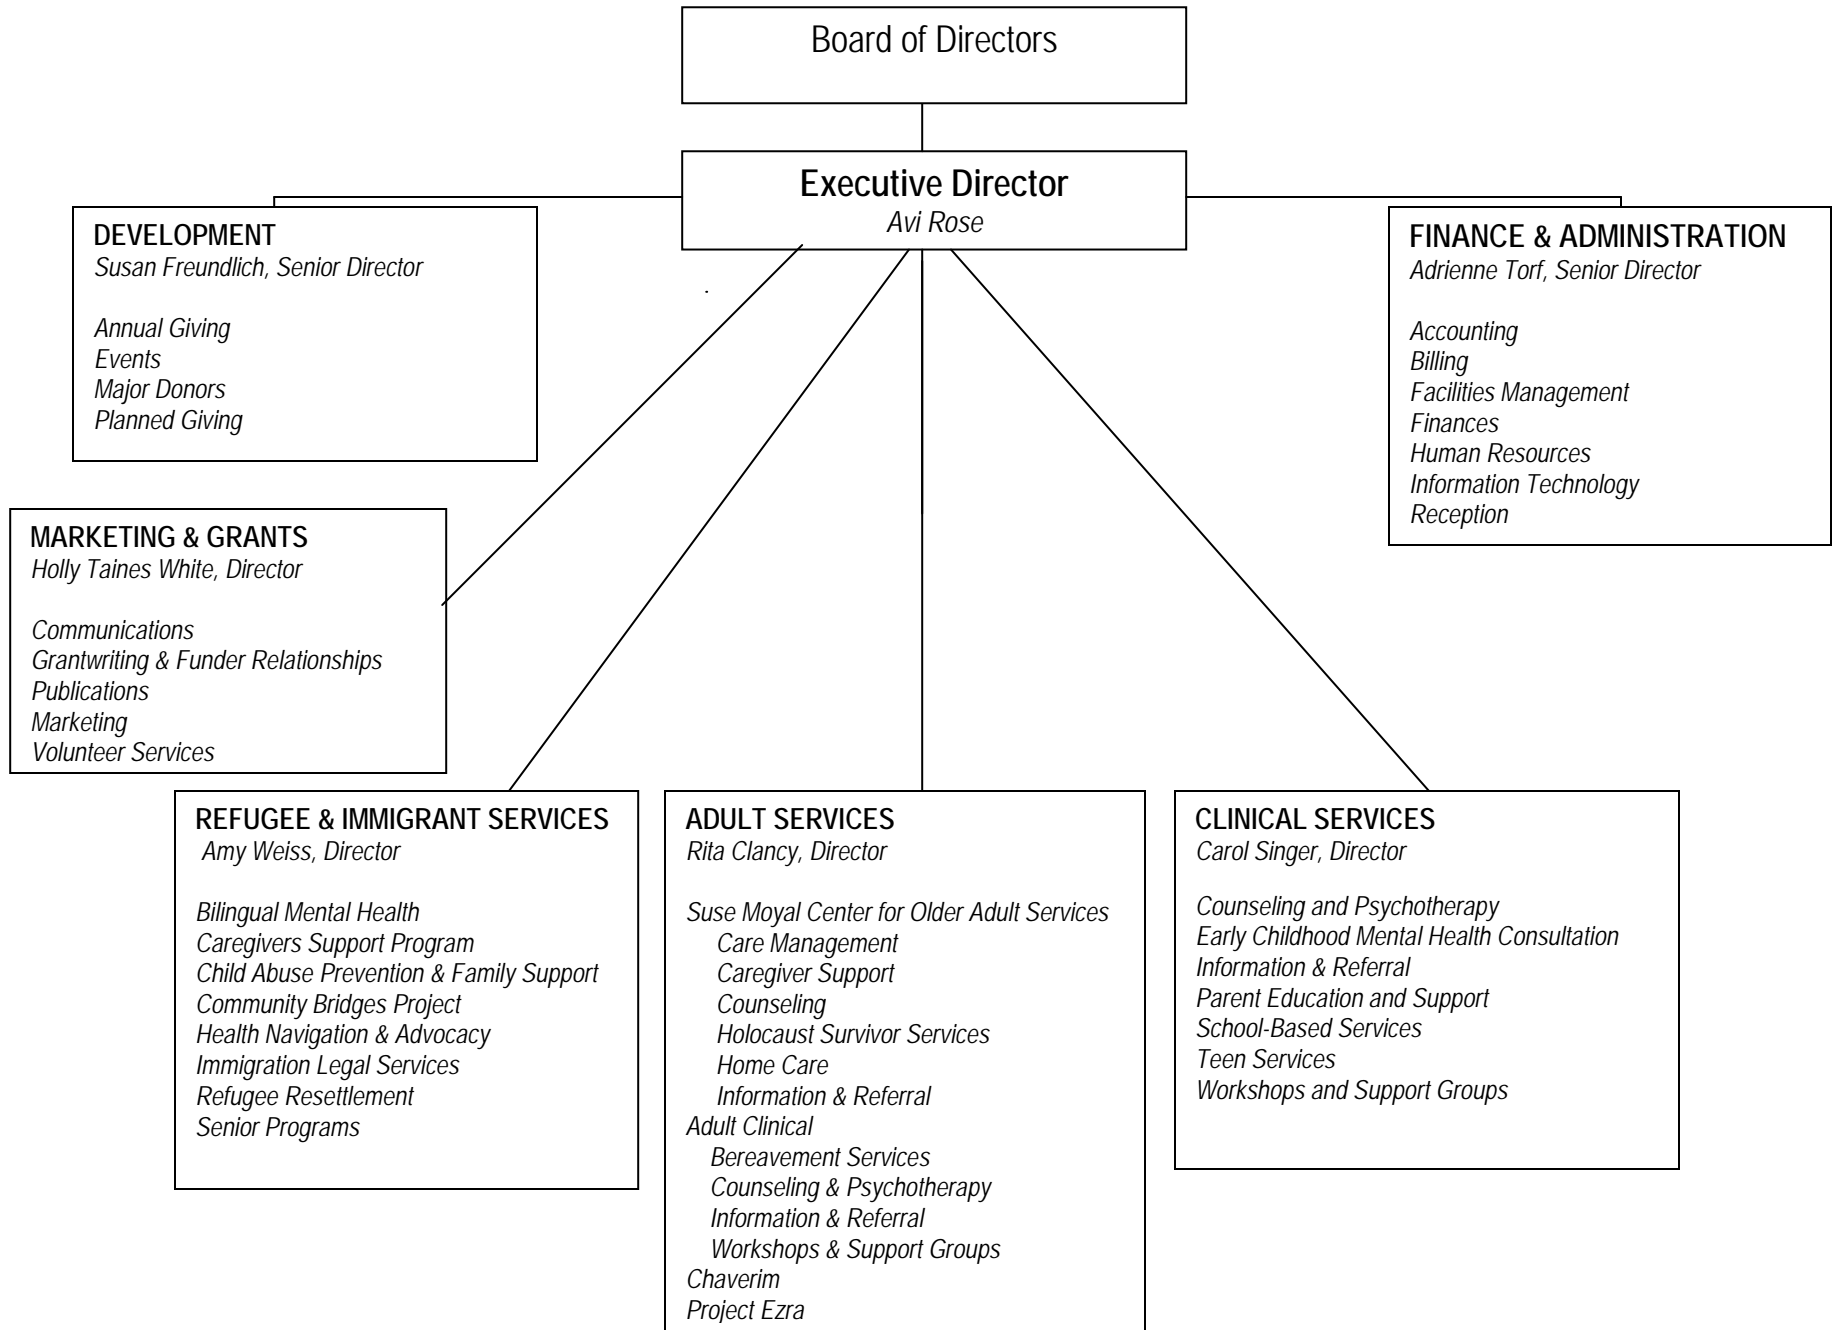 Board of Directors
Executive Director
Avi Rose
DEVELOPMENT
Susan Freundlich, Senior Director
Annual Giving
Events
Major Donors
Planned Giving
FINANCE & ADMINISTRATION
Adrienne Torf, Senior Director
Accounting
Billing
Facilities Management
Finances
Human Resources
Information Technology
Reception
MARKETING & GRANTS
Holly Taines White, Director
Communications
Grantwriting & Funder Relationships
Publications
Marketing
Volunteer Services
REFUGEE & IMMIGRANT SERVICES
Amy Weiss, Director
Bilingual Mental Health
Caregivers Support Program
Child Abuse Prevention & Family Support
Community Bridges Project
Health Navigation & Advocacy
Immigration Legal Services
Refugee Resettlement
Senior Programs
ADULT SERVICES
Rita Clancy, Director
Suse Moyal Center for Older Adult Services
Care Management
Caregiver Support
Counseling
Holocaust Survivor Services
Home Care
Information & Referral
Adult Clinical
Bereavement Services
Counseling & Psychotherapy
Information & Referral
Workshops & Support Groups
Chaverim
Project Ezra
CLINICAL SERVICES
Carol Singer, Director
Counseling and Psychotherapy
Early Childhood Mental Health Consultation
Information & Referral
Parent Education and Support
School-Based Services
Teen Services
Workshops and Support Groups